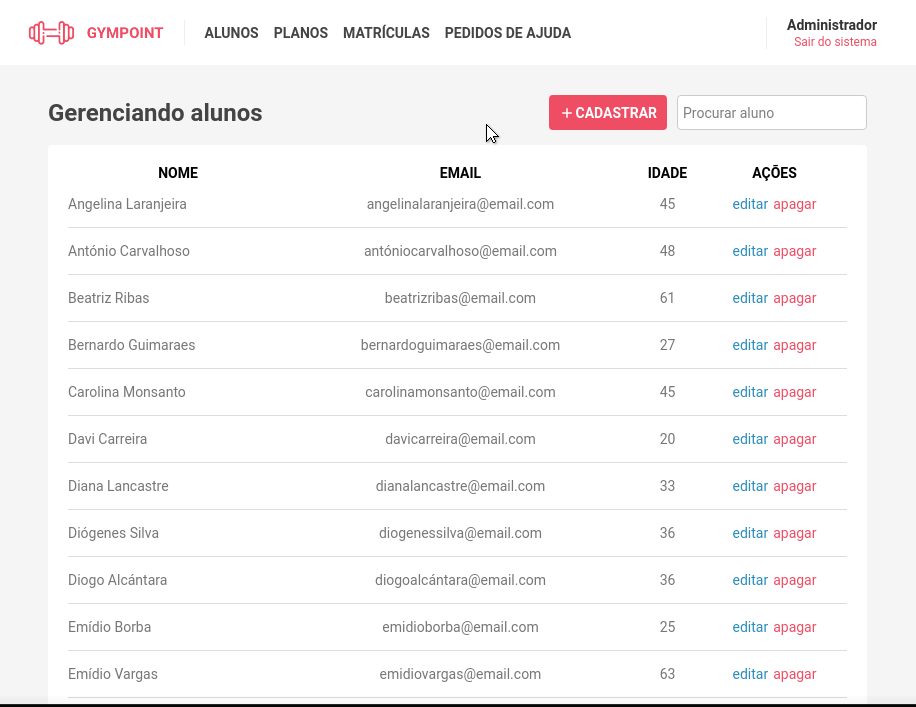 GYMPOINT ALUNOS PLANOS MATRÍCULAS PEDIDOS DE AJUDA Administrador
Sair do sistema
Gerenciando alunos + CADASTRAR Procurar aluno
NOME EMAIL IDADE AÇÕES
Angelina Laranjeira angelinalaranjeira@email.com 45 editar apagar
António Carvalhoso antóniocarvalhoso@email.com 48 editar apagar
Beatriz Ribas beatrizribas@email.com 61 editar apagar
Bernardo Guimaraes bernardoguimaraes@email.com 27 editar apagar
Carolina Monsanto carolinamonsanto@email.com 45 editar apagar
Davi Carreira davicarreira@email.com 20 editar apagar
Diana Lancastre dianalancastre@email.com 33 editar apagar
Diógenes Silva diogenessilva@email.com 36 editar apagar
Diogo Alcántara diogoalcántara@email.com 36 editar apagar
Emídio Borba emidioborba@email.com 25 editar apagar
Emídio Vargas emidiovargas@email.com 63 editar apagar